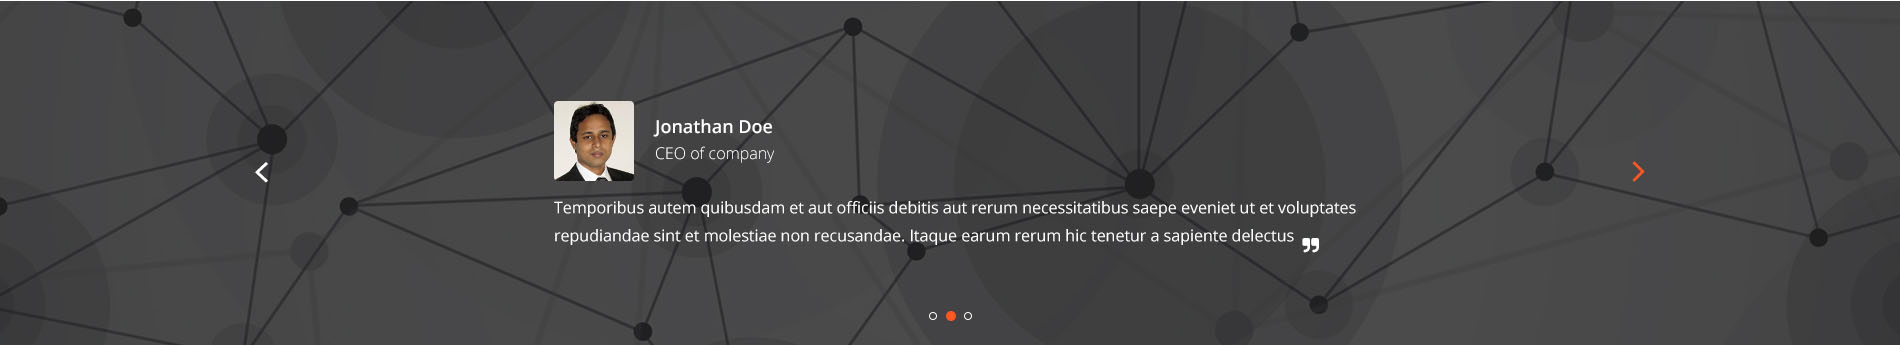 Jonathan Doe
CEO of company
Temporibus autem quibusdam et aut officiis debitis aut rerum necessitatibus saepe eveniet ut et voluptates
repudiandae sint et molestiae non recusandae. Itaque earum rerum hic tenetur a sapiente delectus ”